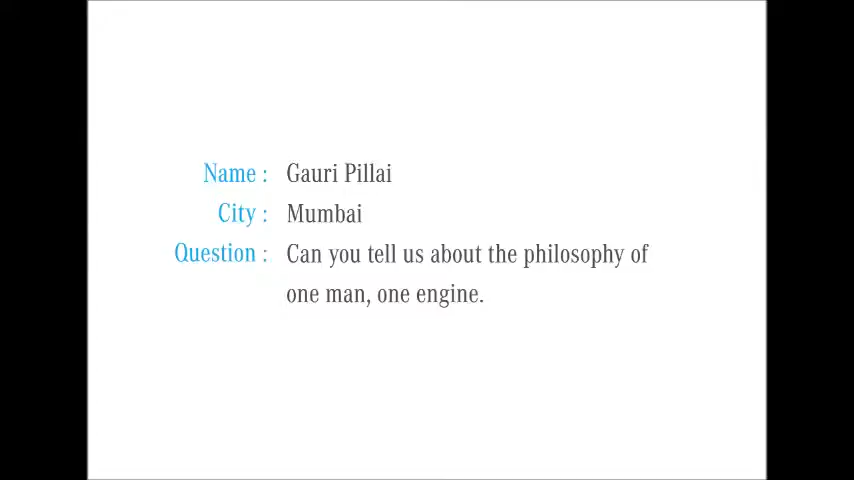 Name : Gauri Pillai
City : Mumbai
Question : Can you tell us about the philosophy of
one man, one engine.